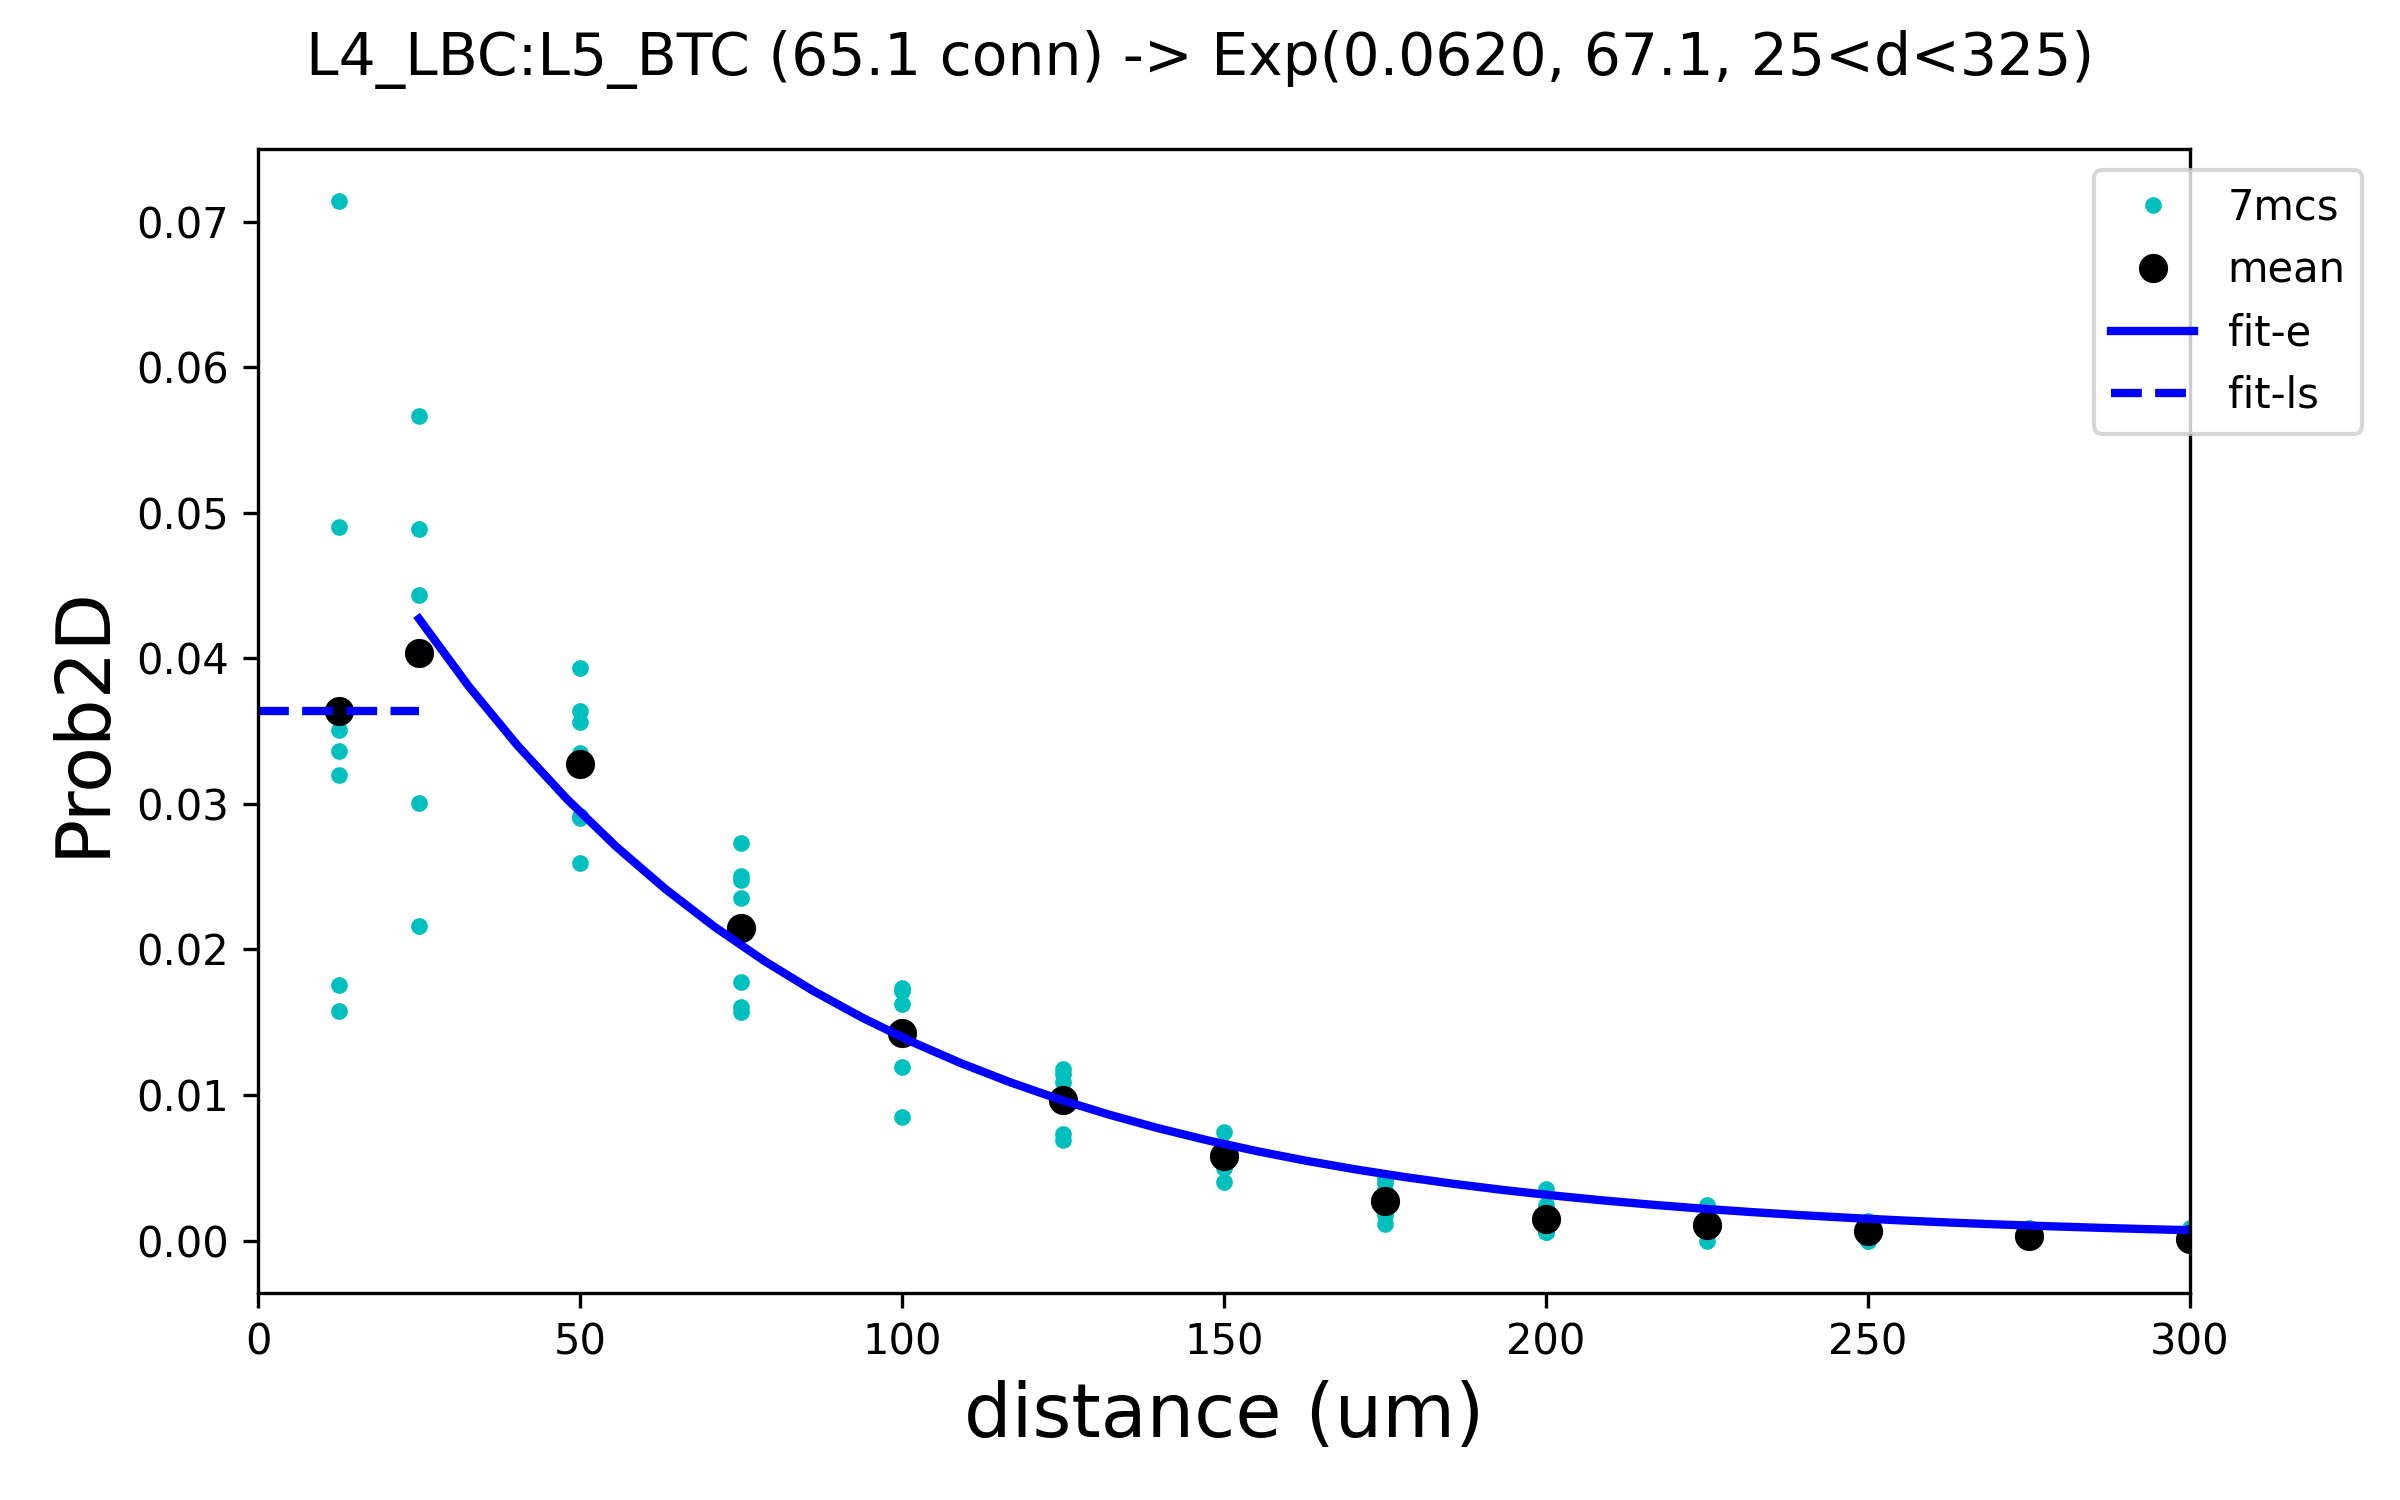 L4_LBC:L5_BTC (65.1 conn) -> Exp(0.0620, 67.1, 25<d<325)
7mcs
mean
fit-e
fit-ls
Prob2D
0.07
0.06
0.05
0.04
0.03
0.02
0.01
0.00
0 50 100 150 200 250 300
distance (um)